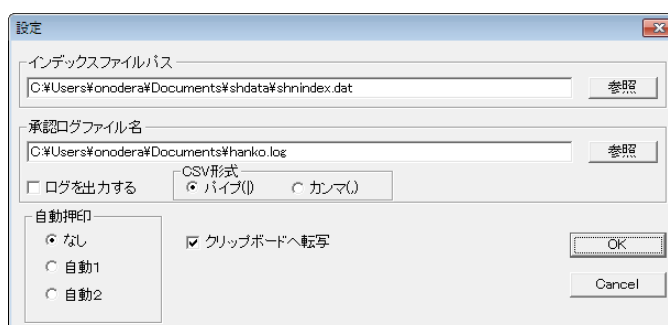 設定
インデックスファイルパス
C:¥Users¥onodera¥Documents¥shdata¥shnindex.dat
参照
承認ログファイル名
C:¥Users¥onodera¥Documents¥hanko.log
参照
ログを出力する
CSV形式
パイプ(|)
カンマ(,)
自動押印
なし
自動1
自動2
クリップボードへ転写
OK
Cancel